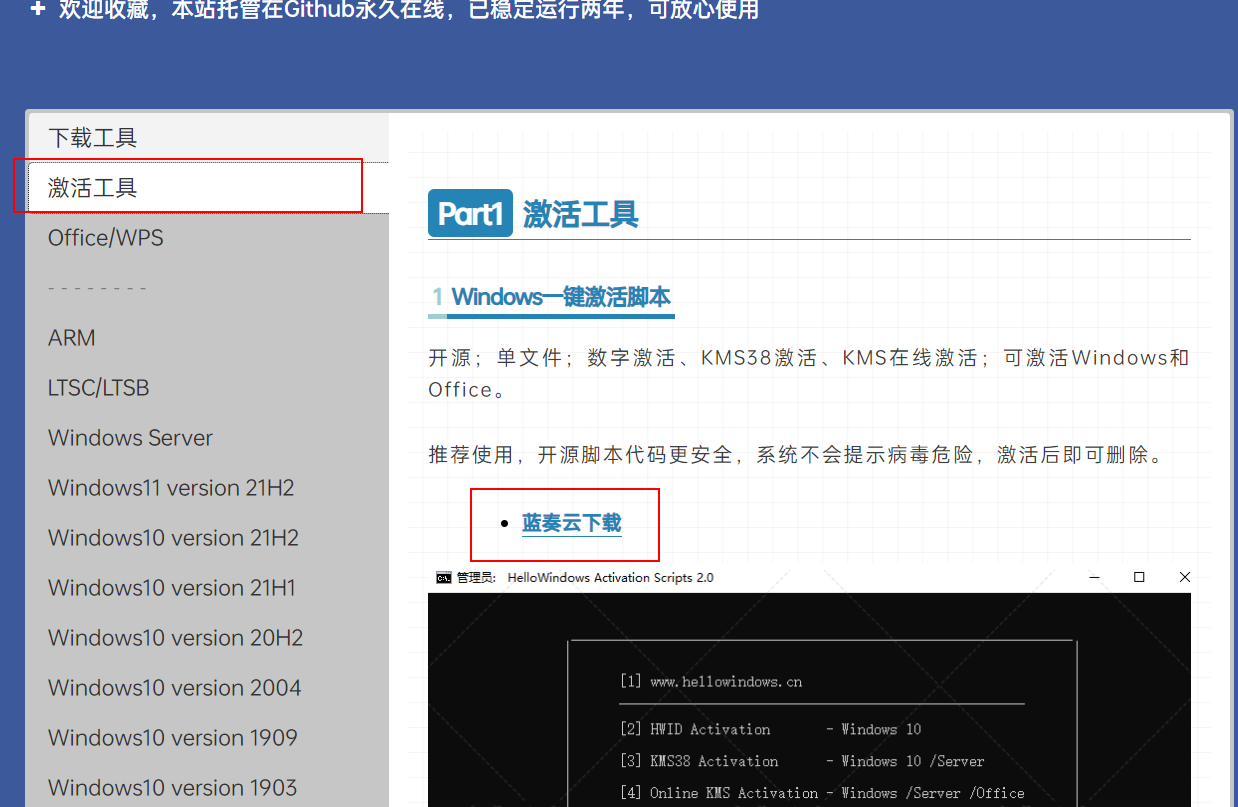 + 欢迎收藏，本站托管在Github永久在线，已稳定运行两年，可放心使用
下载工具
激活工具
Office/WPS
- - - - - - - -
ARM
LTSC/LTSB
Windows Server
Windows11 version 21H2
Windows10 version 21H2
Windows10 version 21H1
Windows10 version 20H2
Windows10 version 2004
Windows10 version 1909
Windows10 version 1903
Part1 激活工具
1 Windows一键激活脚本
开源；单文件；数字激活、KMS38激活、KMS在线激活；可激活Windows和
Office。
推荐使用，开源脚本代码更安全，系统不会提示病毒危险，激活后即可删除。
• 蓝奏云下载
管理员: HelloWindows Activation Scripts 2.0
[1] www.hellowindows.cn
[2] HWID Activation - Windows 10
[3] KMS38 Activation - Windows 10 /Server
[4] Online KMS Activation - Windows /Server /Office